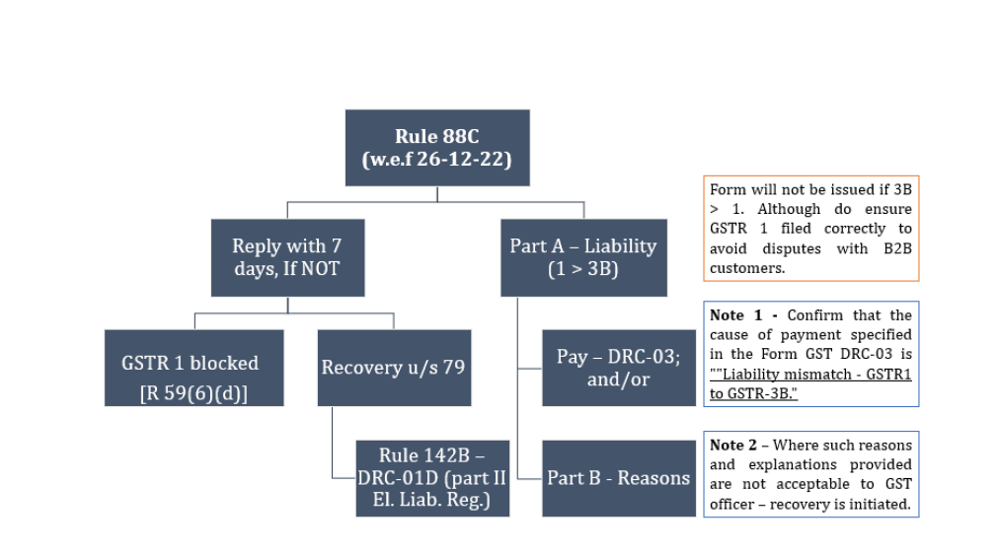 Rule 88C
(w.e.f 26-12-22)
Reply with 7
days, If NOT
Part A – Liability
(1 > 3B)
GSTR 1 blocked
[R 59(6)(d)]
Recovery u/s 79
Pay – DRC-03;
and/or
Rule 142B –
DRC-01D (part II
El. Liab. Reg.)
Part B - Reasons
Form will not be issued if 3B
> 1. Although do ensure
GSTR 1 filed correctly to
avoid disputes with B2B
customers.
Note 1 - Confirm that the
cause of payment specified
in the Form GST DRC-03 is
""Liability mismatch - GSTR1
to GSTR-3B."
Note 2 – Where such reasons
and explanations provided
are not acceptable to GST
officer – recovery is initiated.